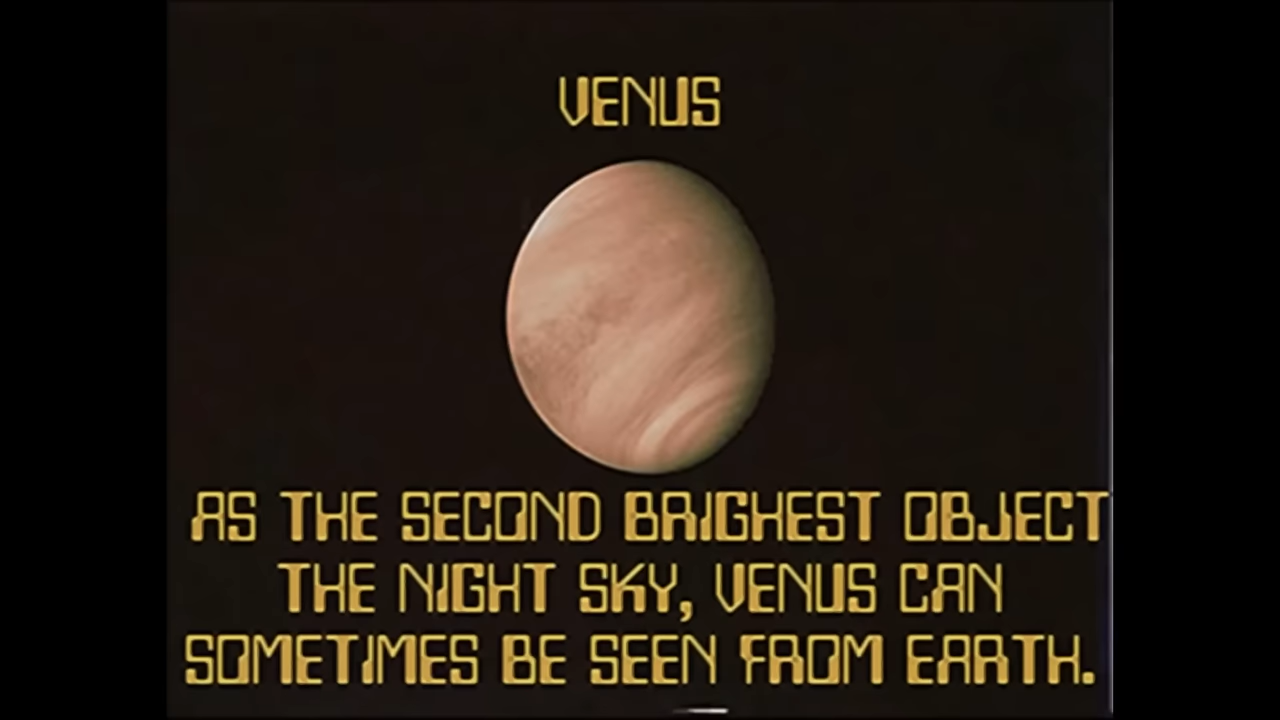 VENUS
AS THE SECOND BRIGHEST OBJECT
THE NIGHT SKY, VENUS CAN
SOMETIMES BE SEEN FROM EARTH.